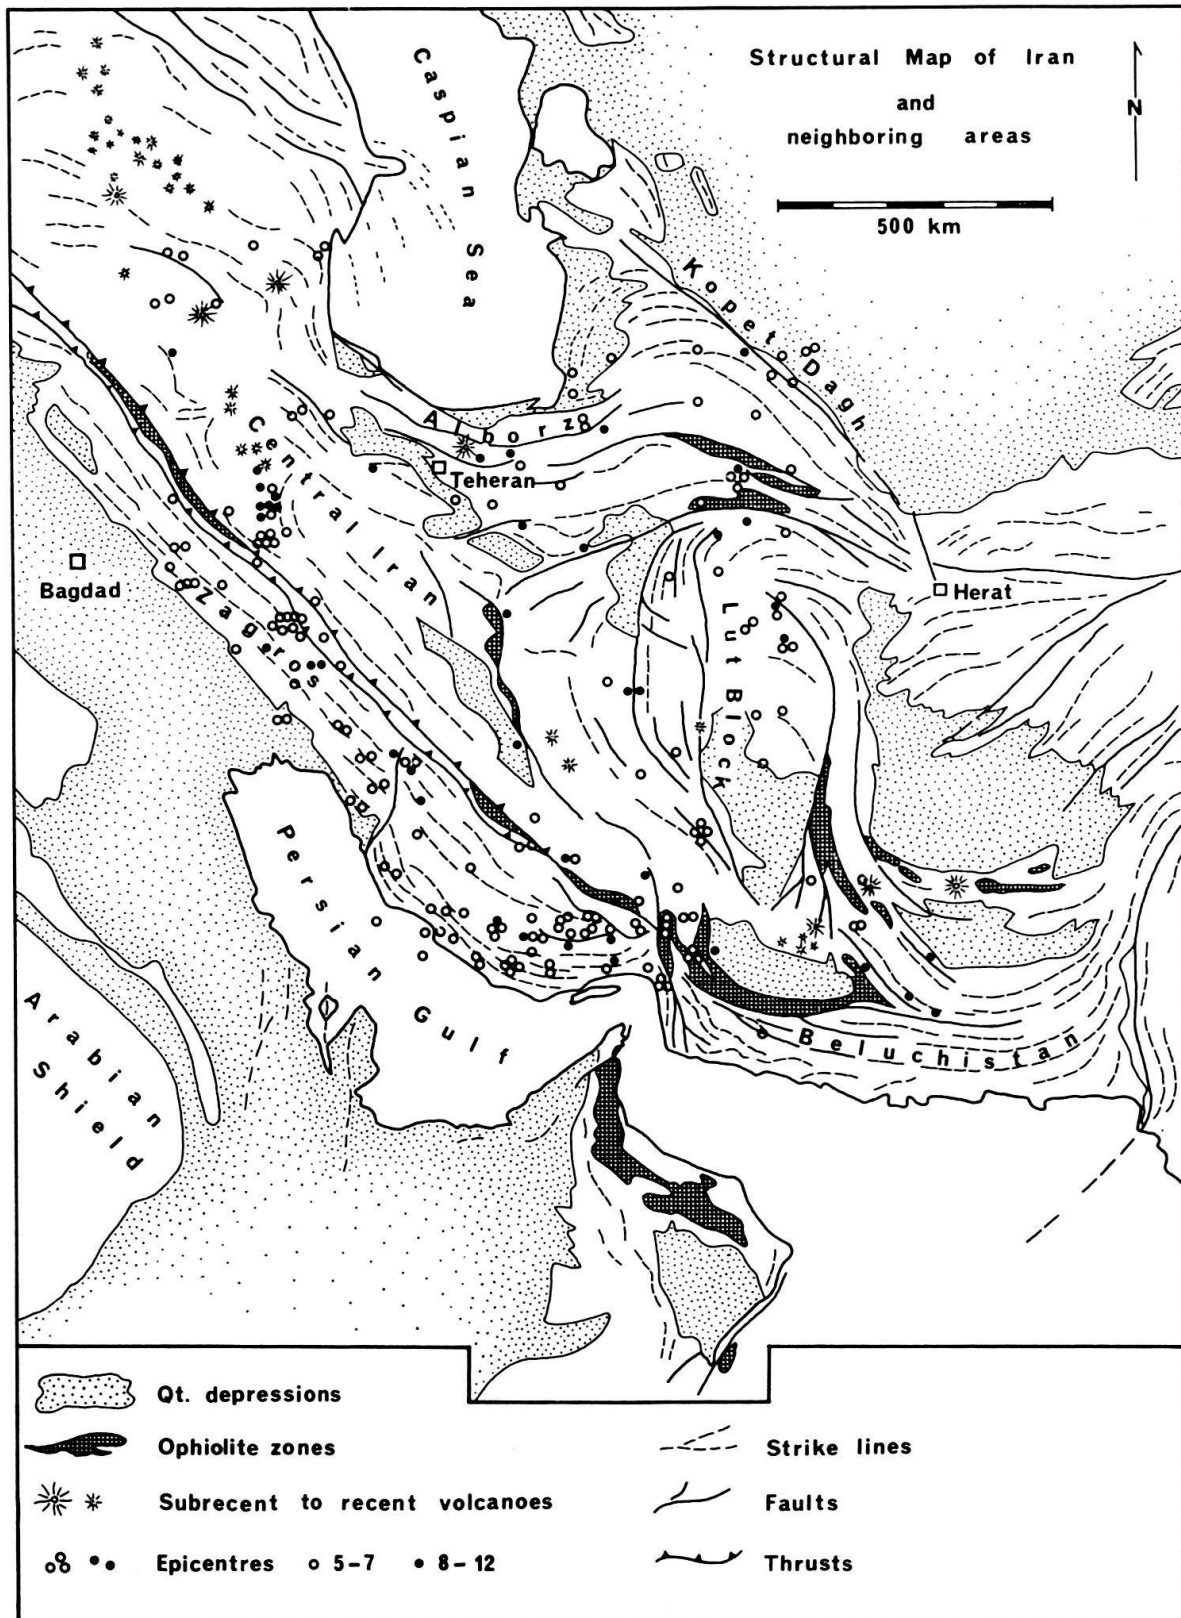 Structural Map of Iran
and
neighboring areas
N
500 km
Caspian Sea
Kopet Dagh
Alborz
Teheran
Central Iran
Bagdad
Zagros
Herat
Lut Block
Persian Gulf
Arabian Shield
Beluchistan
Qt. depressions
Ophiolite zones
Strike lines
Subrecent to recent volcanoes
Faults
Epicentres 5-7 8-12
Thrusts